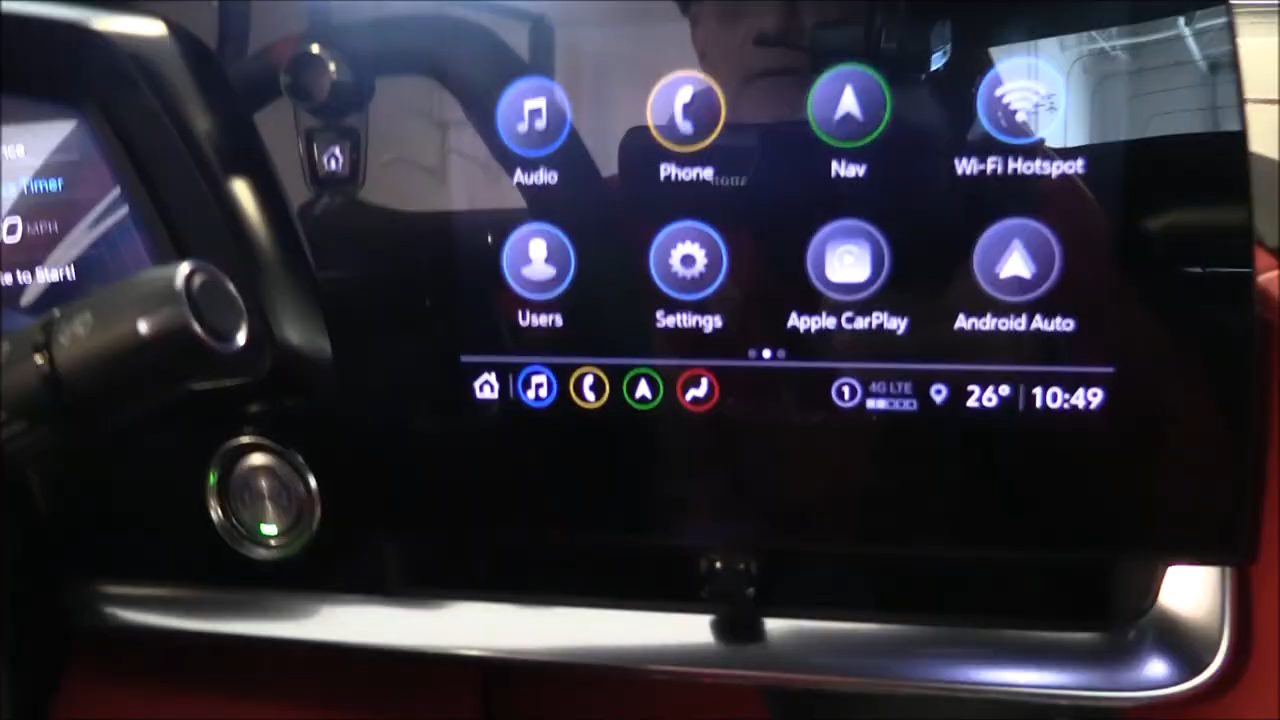 Audio
Phone
Nav
Wi-Fi Hotspot
Timer
MPH
to Start!
Users
Settings
Apple CarPlay
Android Auto
1
4G LTE
26°
10:49